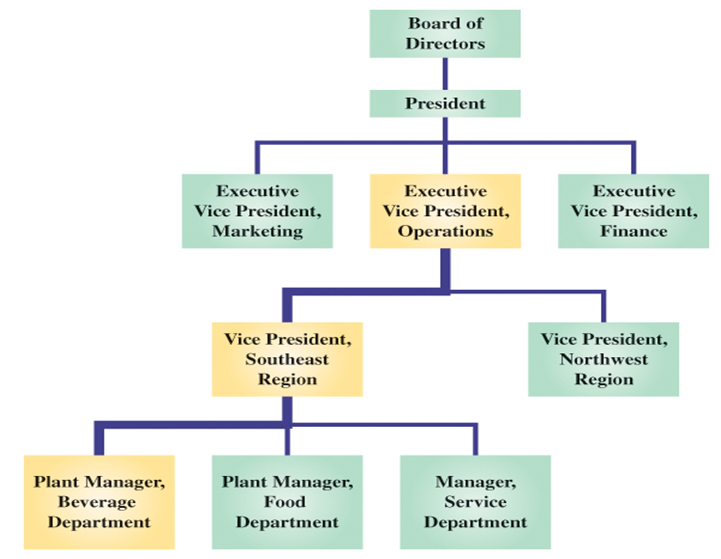 Board of
Directors
President
Executive
Vice President,
Marketing
Executive
Vice President,
Operations
Executive
Vice President,
Finance
Vice President,
Southeast
Region
Vice President,
Northwest
Region
Plant Manager,
Beverage
Department
Plant Manager,
Food
Department
Manager,
Service
Department